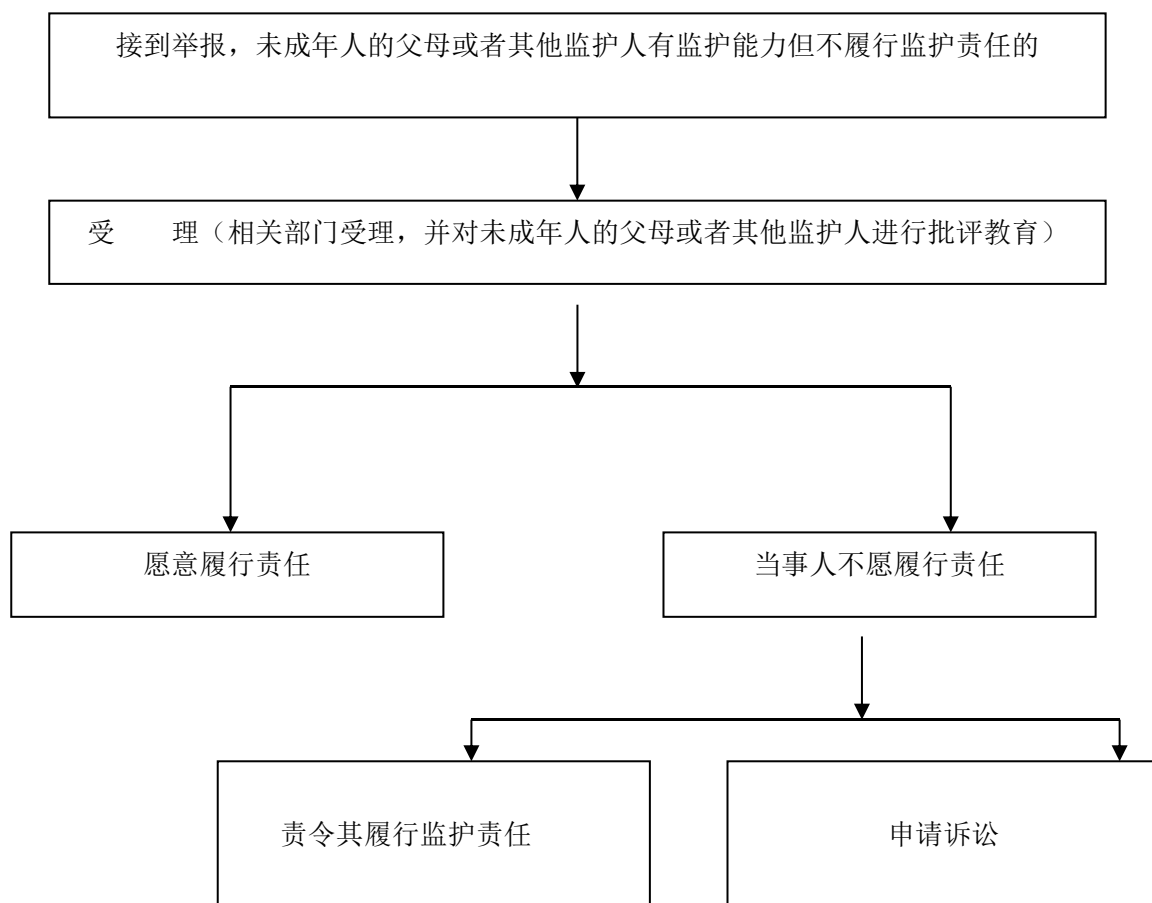 接到举报，未成年人的父母或者其他监护人有监护能力但不履行监护责任的
受　　理（相关部门受理，并对未成年人的父母或者其他监护人进行批评教育）
愿意履行责任
当事人不愿履行责任
责令其履行监护责任
申请诉讼